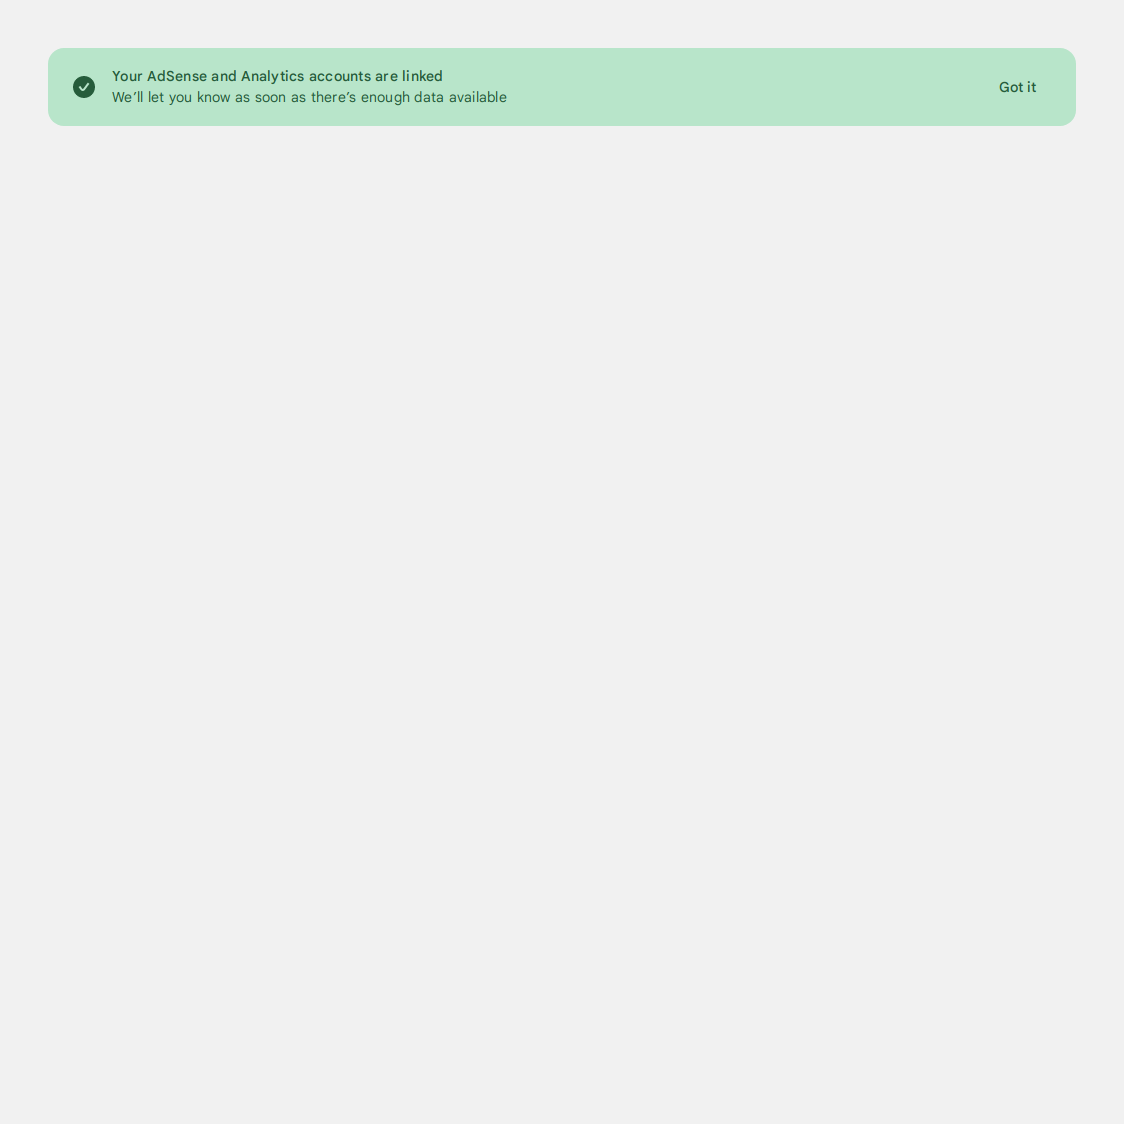 Your AdSense and Analytics accounts are linked
We’ll let you know as soon as there’s enough data available
Got it